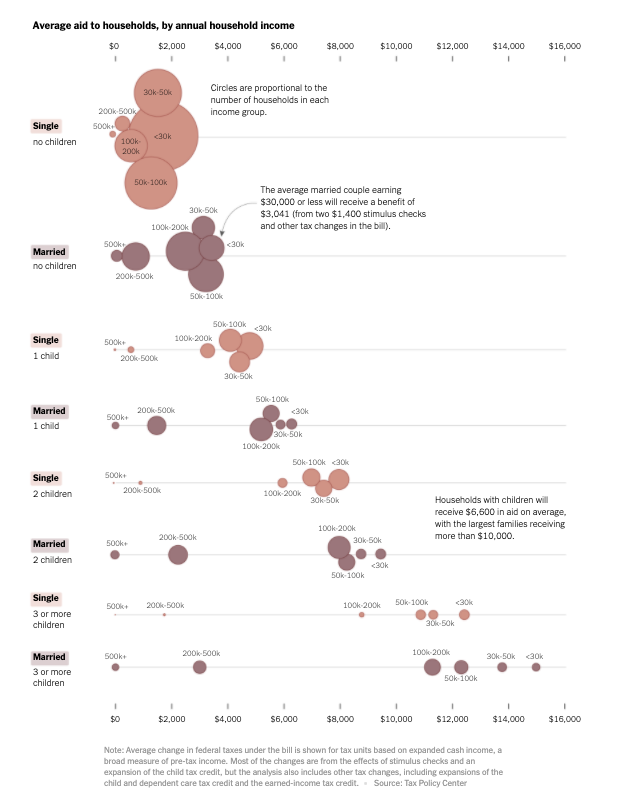 Average aid to households, by annual household income
$0 $2,000 $4,000 $6,000 $8,000 $10,000 $12,000 $14,000 $16,000
30k-50k
Circles are proportional to the
number of households in each
income group.
200k-500k
500k+
<30k
100k-
200k
Single
no children
50k-100k
The average married couple earning
$30,000 or less will receive a benefit of
$3,041 (from two $1,400 stimulus checks
and other tax changes in the bill).
30k-50k
100k-200k
500k+
<30k
Married
no children
200k-500k
50k-100k
50k-100k
<30k
Single
1 child
500k+
100k-200k
200k-500k
30k-50k
50k-100k
Married
1 child
500k+
200k-500k
<30k
30k-50k
100k-200k
Single
2 children
500k+
50k-100k
<30k
200k-500k
100k-200k
30k-50k
Households with children will
receive $6,600 in aid on average,
with the largest families receiving
more than $10,000.
100k-200k
Married
2 children
500k+
200k-500k
30k-50k
<30k
50k-100k
Single
3 or more
children
500k+
200k-500k
100k-200k
50k-100k
<30k
30k-50k
Married
3 or more
children
500k+
200k-500k
100k-200k
30k-50k
<30k
50k-100k
$0 $2,000 $4,000 $6,000 $8,000 $10,000 $12,000 $14,000 $16,000
Note: Average change in federal taxes under the bill is shown for tax units based on expanded cash income, a
broad measure of pre-tax income. Most of the changes are from the effects of stimulus checks and an
expansion of the child tax credit, but the analysis also includes other tax changes, including expansions of the
child and dependent care tax credit and the earned-income tax credit. • Source: Tax Policy Center